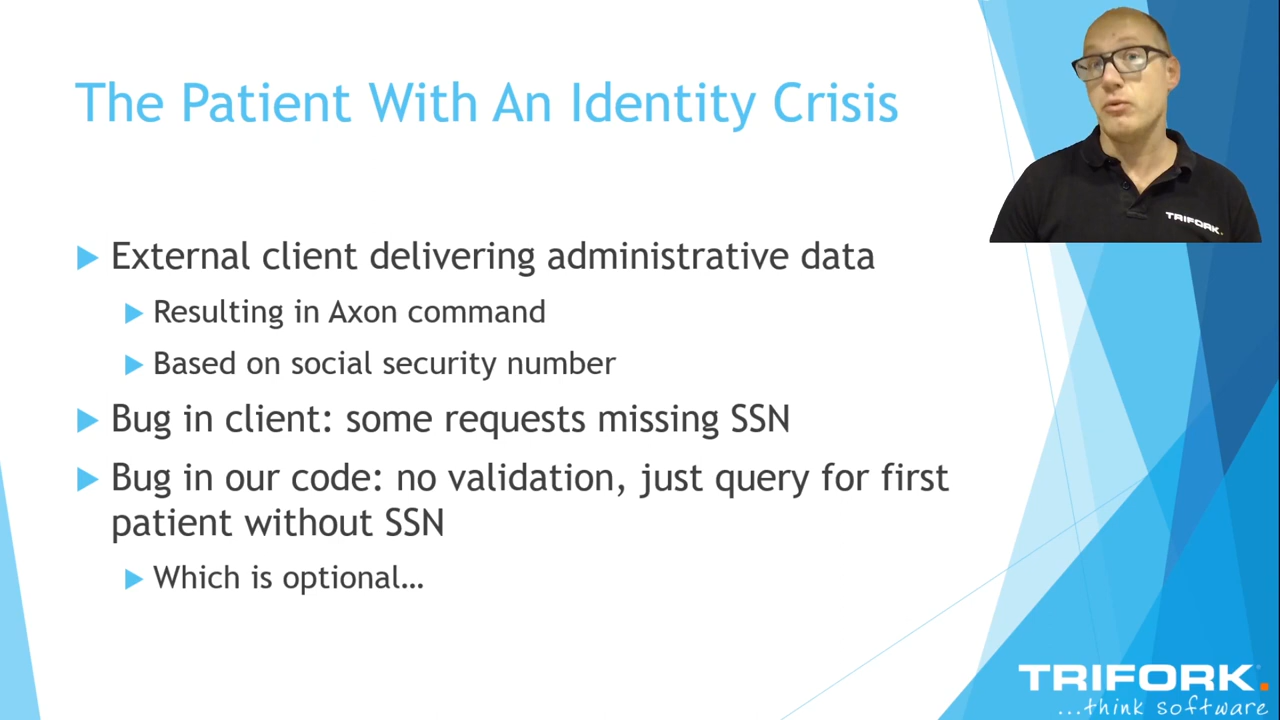 The Patient With An Identity Crisis
External client delivering administrative data
Resulting in Axon command
Based on social security number
Bug in client: some requests missing SSN
Bug in our code: no validation, just query for first
patient without SSN
Which is optional…
TRIFORK.
TRIFORK.
...think software